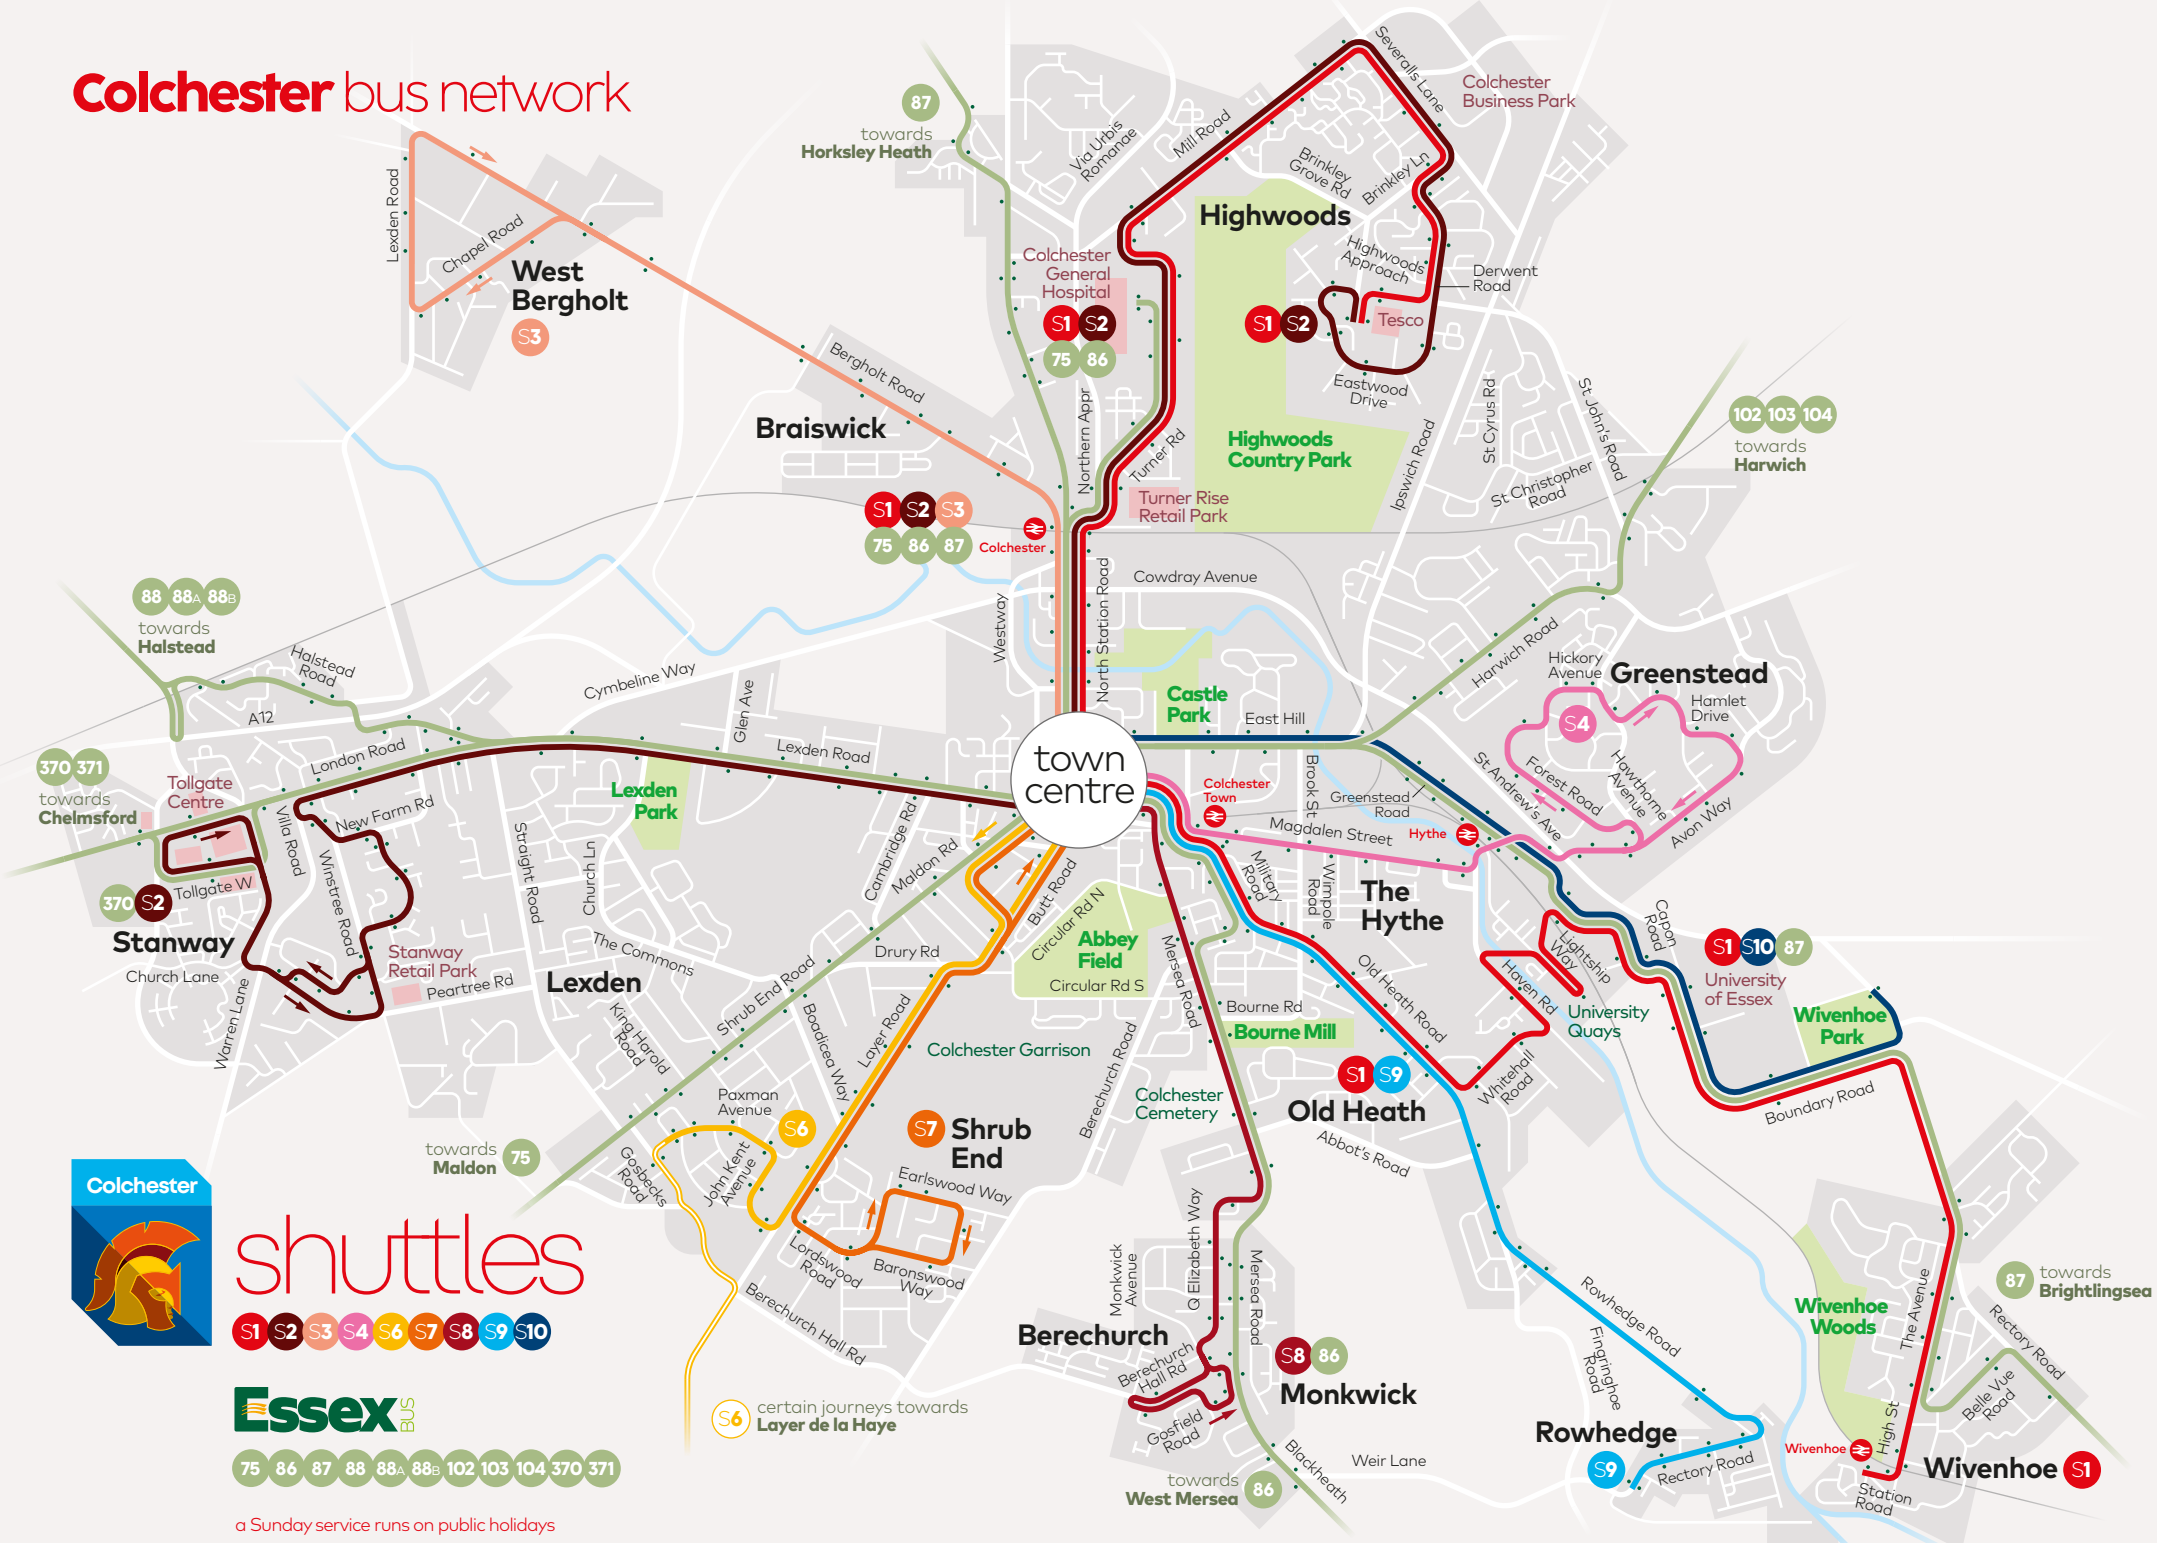 Colchester bus network
87
towards
Horksley Heath
Severalls Lane
Colchester
Business Park
Via Urbis
Romanae
Mill Road
Brinkley
Grove Rd
Brinkley Ln
Lexden Road
Chapel Road
West
Bergholt
S3
Highwoods
Colchester
General
Hospital
S1 S2
75 86
Highwoods
Approach
Derwent
Road
S1 S2
Tesco
Eastwood
Drive
Bergholt Road
Braiswick
Northern Appr
Turner Rd
Highwoods
Country Park
Ipswich Road
St Cyrus Rd
St John's Road
St Christopher
Road
102 103 104
towards
Harwich
Turner Rise
Retail Park
S1 S2 S3
75 86 87
Colchester
88 88A 88B
towards
Halstead
Halstead
Road
A12
Cymbeline Way
Westway
North Station Road
Cowdray Avenue
Harwich Road
Hickory
Avenue
Greenstead
Hamlet
Drive
S4
Castle
Park
East Hill
370 371
towards
Chelmsford
Tollgate
Centre
London Road
Glen Ave
Lexden Road
town
centre
Colchester
Town
Brook St
Greenstead
Road
St Andrew's Ave
Forest Road
Hawthorne
Avenue
Avon Way
Lexden
Park
Villa Road
New Farm Rd
Winstree Road
Straight Road
Church Ln
Cambridge Rd
Maldon Rd
Butt Road
Magdalen Street
Hythe
Tollgate W
370 S2
Stanway
Church Lane
Stanway
Retail Park
Peartree Rd
Warren Lane
The Commons
Lexden
King Harold
Road
Shrub End Road
Drury Rd
Circular Rd N
Abbey
Field
Circular Rd S
Mersea Road
Military
Road
Wimpole
Road
The
Hythe
Capon
Road
Lightship
Way
S1 S10 87
University
of Essex
Old Heath Road
Haven Rd
University
Quays
Wivenhoe
Park
Bourne Rd
Bourne Mill
Boadicea Way
Layer Road
Colchester Garrison
Berechurch Road
Colchester
Cemetery
S1 S9
Old Heath
Whitehall
Road
Boundary Road
Abbot's Road
Paxman
Avenue
S6
S7
Shrub
End
towards
Maldon
75
Gosbecks
Road
John Kent
Avenue
Earlswood Way
Lordswood
Road
Baronswood
Way
Berechurch Hall Rd
Colchester
shuttles
S1 S2 S3 S4 S6 S7 S8 S9 S10
Monkwick
Avenue
Q Elizabeth Way
Mersea Road
Berechurch
Berechurch
Hall Rd
Gosfield
Road
S8 86
Monkwick
Rowhedge Road
Fingringhoe
Road
Wivenhoe
Woods
The Avenue
87
towards
Brightlingsea
Rectory Road
Belle Vue
Road
Essex BUS
75 86 87 88 88A 88B 102 103 104 370 371
a Sunday service runs on public holidays
S6
certain journeys towards
Layer de la Haye
towards
West Mersea
86
Blackheath
Weir Lane
Rowhedge
S9
Rectory Road
Wivenhoe
High St
Station
Road
Wivenhoe
S1